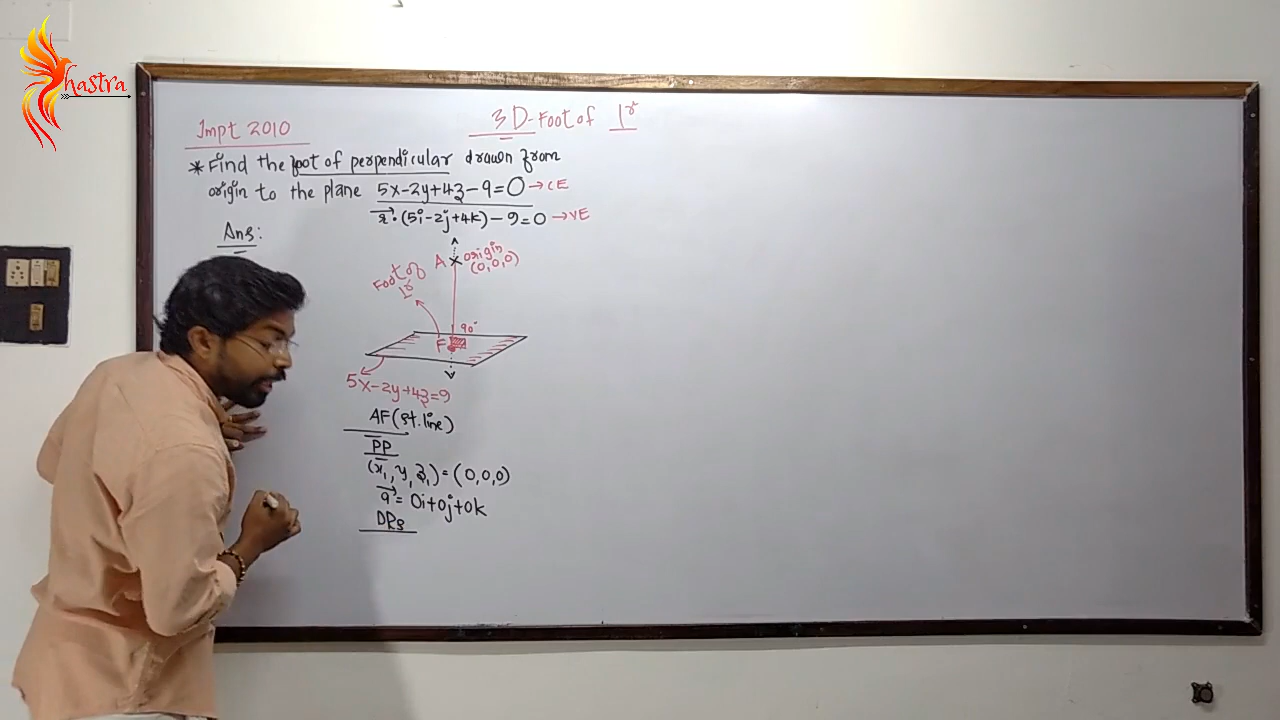 hastra
3D-Foot of ⊥r
Impt 2010
* Find the foot of perpendicular drawn from
origin to the plane 5x-2y+4z-9=0 → CE
r⃗.(5i-2j+4k)-9=0 → VE
Ans:
A origin
(0,0,0)
Foot of
⊥r
90°
F
5x-2y+4z=9
AF (st.line)
PP
(x₁,y₁,z₁)=(0,0,0)
a⃗ = 0i+0j+0k
DRs